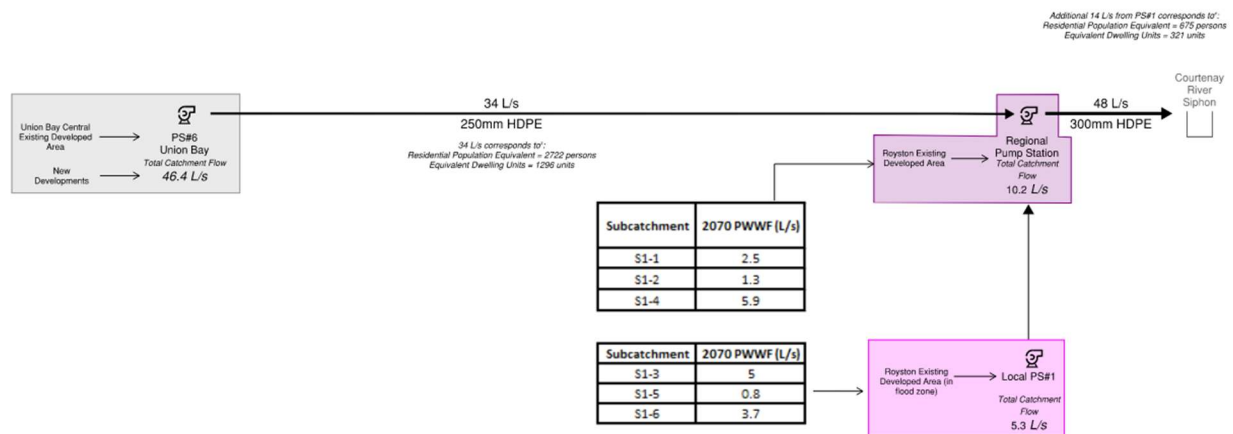 Additional 14 L/s from PS#1 corresponds to¹:
Residential Population Equivalent = 675 persons
Equivalent Dwelling Units = 321 units
Courtenay
River
Siphon
34 L/s
250mm HDPE
48 L/s
300mm HDPE
Union Bay Central
Existing Developed
Area
New
Developments
PS#6
Union Bay
Total Catchment Flow
46.4 L/s
34 L/s corresponds to¹:
Residential Population Equivalent = 2722 persons
Equivalent Dwelling Units = 1296 units
Royston Existing
Developed Area
Regional
Pump Station
Total Catchment
Flow
10.2 L/s
Subcatchment 2070 PWWF (L/s)
S1-1 2.5
S1-2 1.3
S1-4 5.9
Subcatchment 2070 PWWF (L/s)
S1-3 5
S1-5 0.8
S1-6 3.7
Royston Existing
Developed Area (in
flood zone)
Local PS#1
Total Catchment
Flow
5.3 L/s